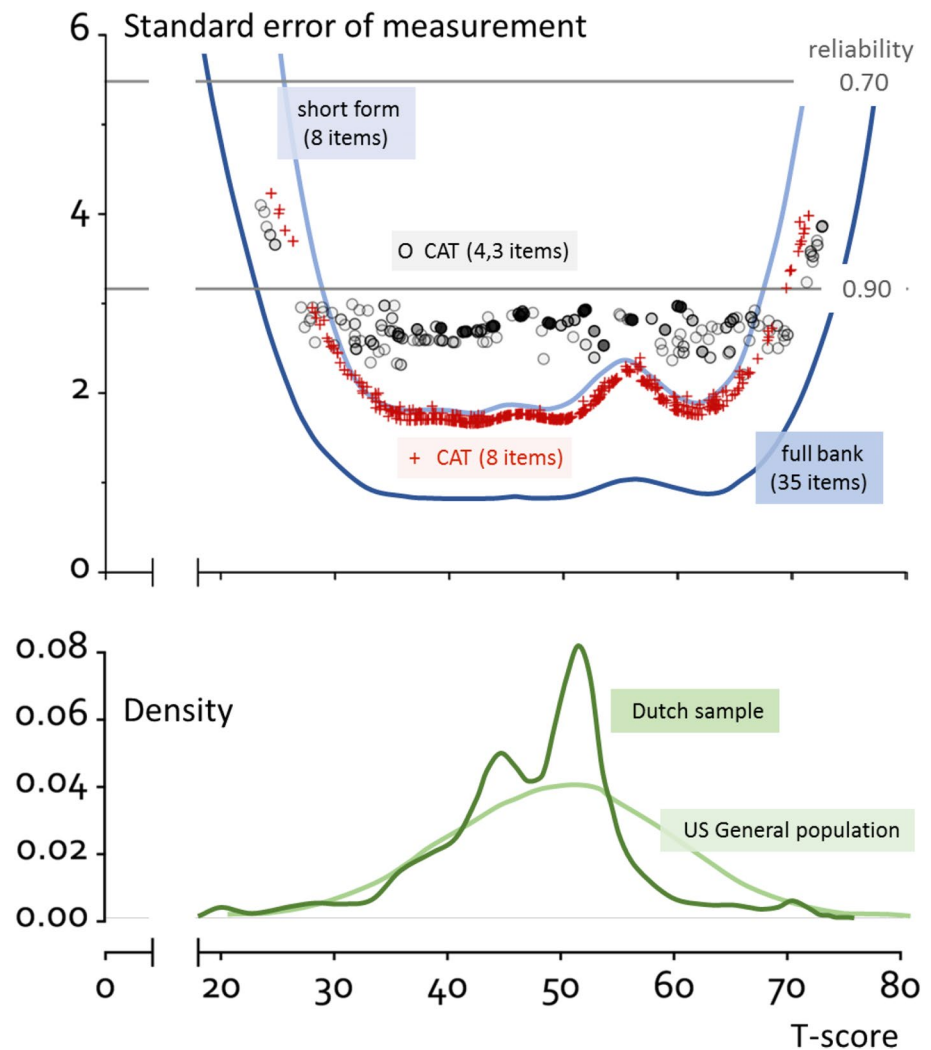 6
Standard error of measurement
reliability
0.70
short form
(8 items)
4
O CAT (4,3 items)
0.90
2
+ CAT (8 items)
full bank
(35 items)
0
0.08
Density
Dutch sample
0.06
0.04
US General population
0.02
0.00
0 20 30 40 50 60 70 80
T-score